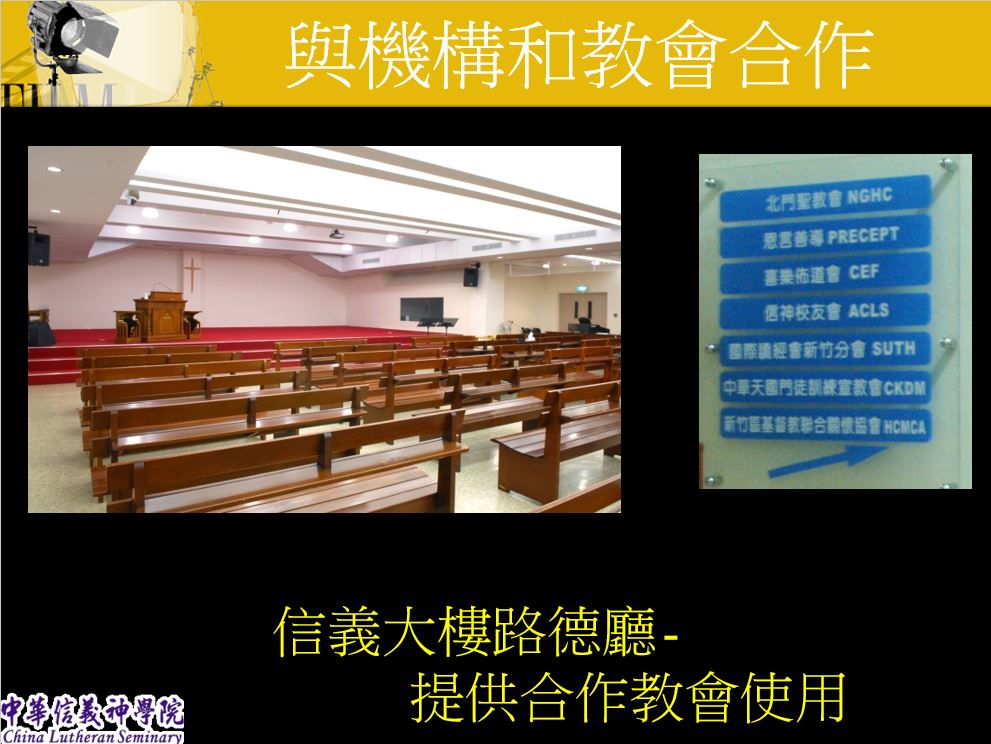 與機構和教會合作
北門聖教會 NGHC
恩言善導 PRECEPT
喜樂佈道會 CEF
信神校友會 ACLS
國際讀經會新竹分會 SUTH
中華天國門徒訓練宣教會CKDM
新竹區基督教聯合關懷協會 HCMCA
信義大樓路德廳-
提供合作教會使用
中華信義神學院
China Lutheran Seminary